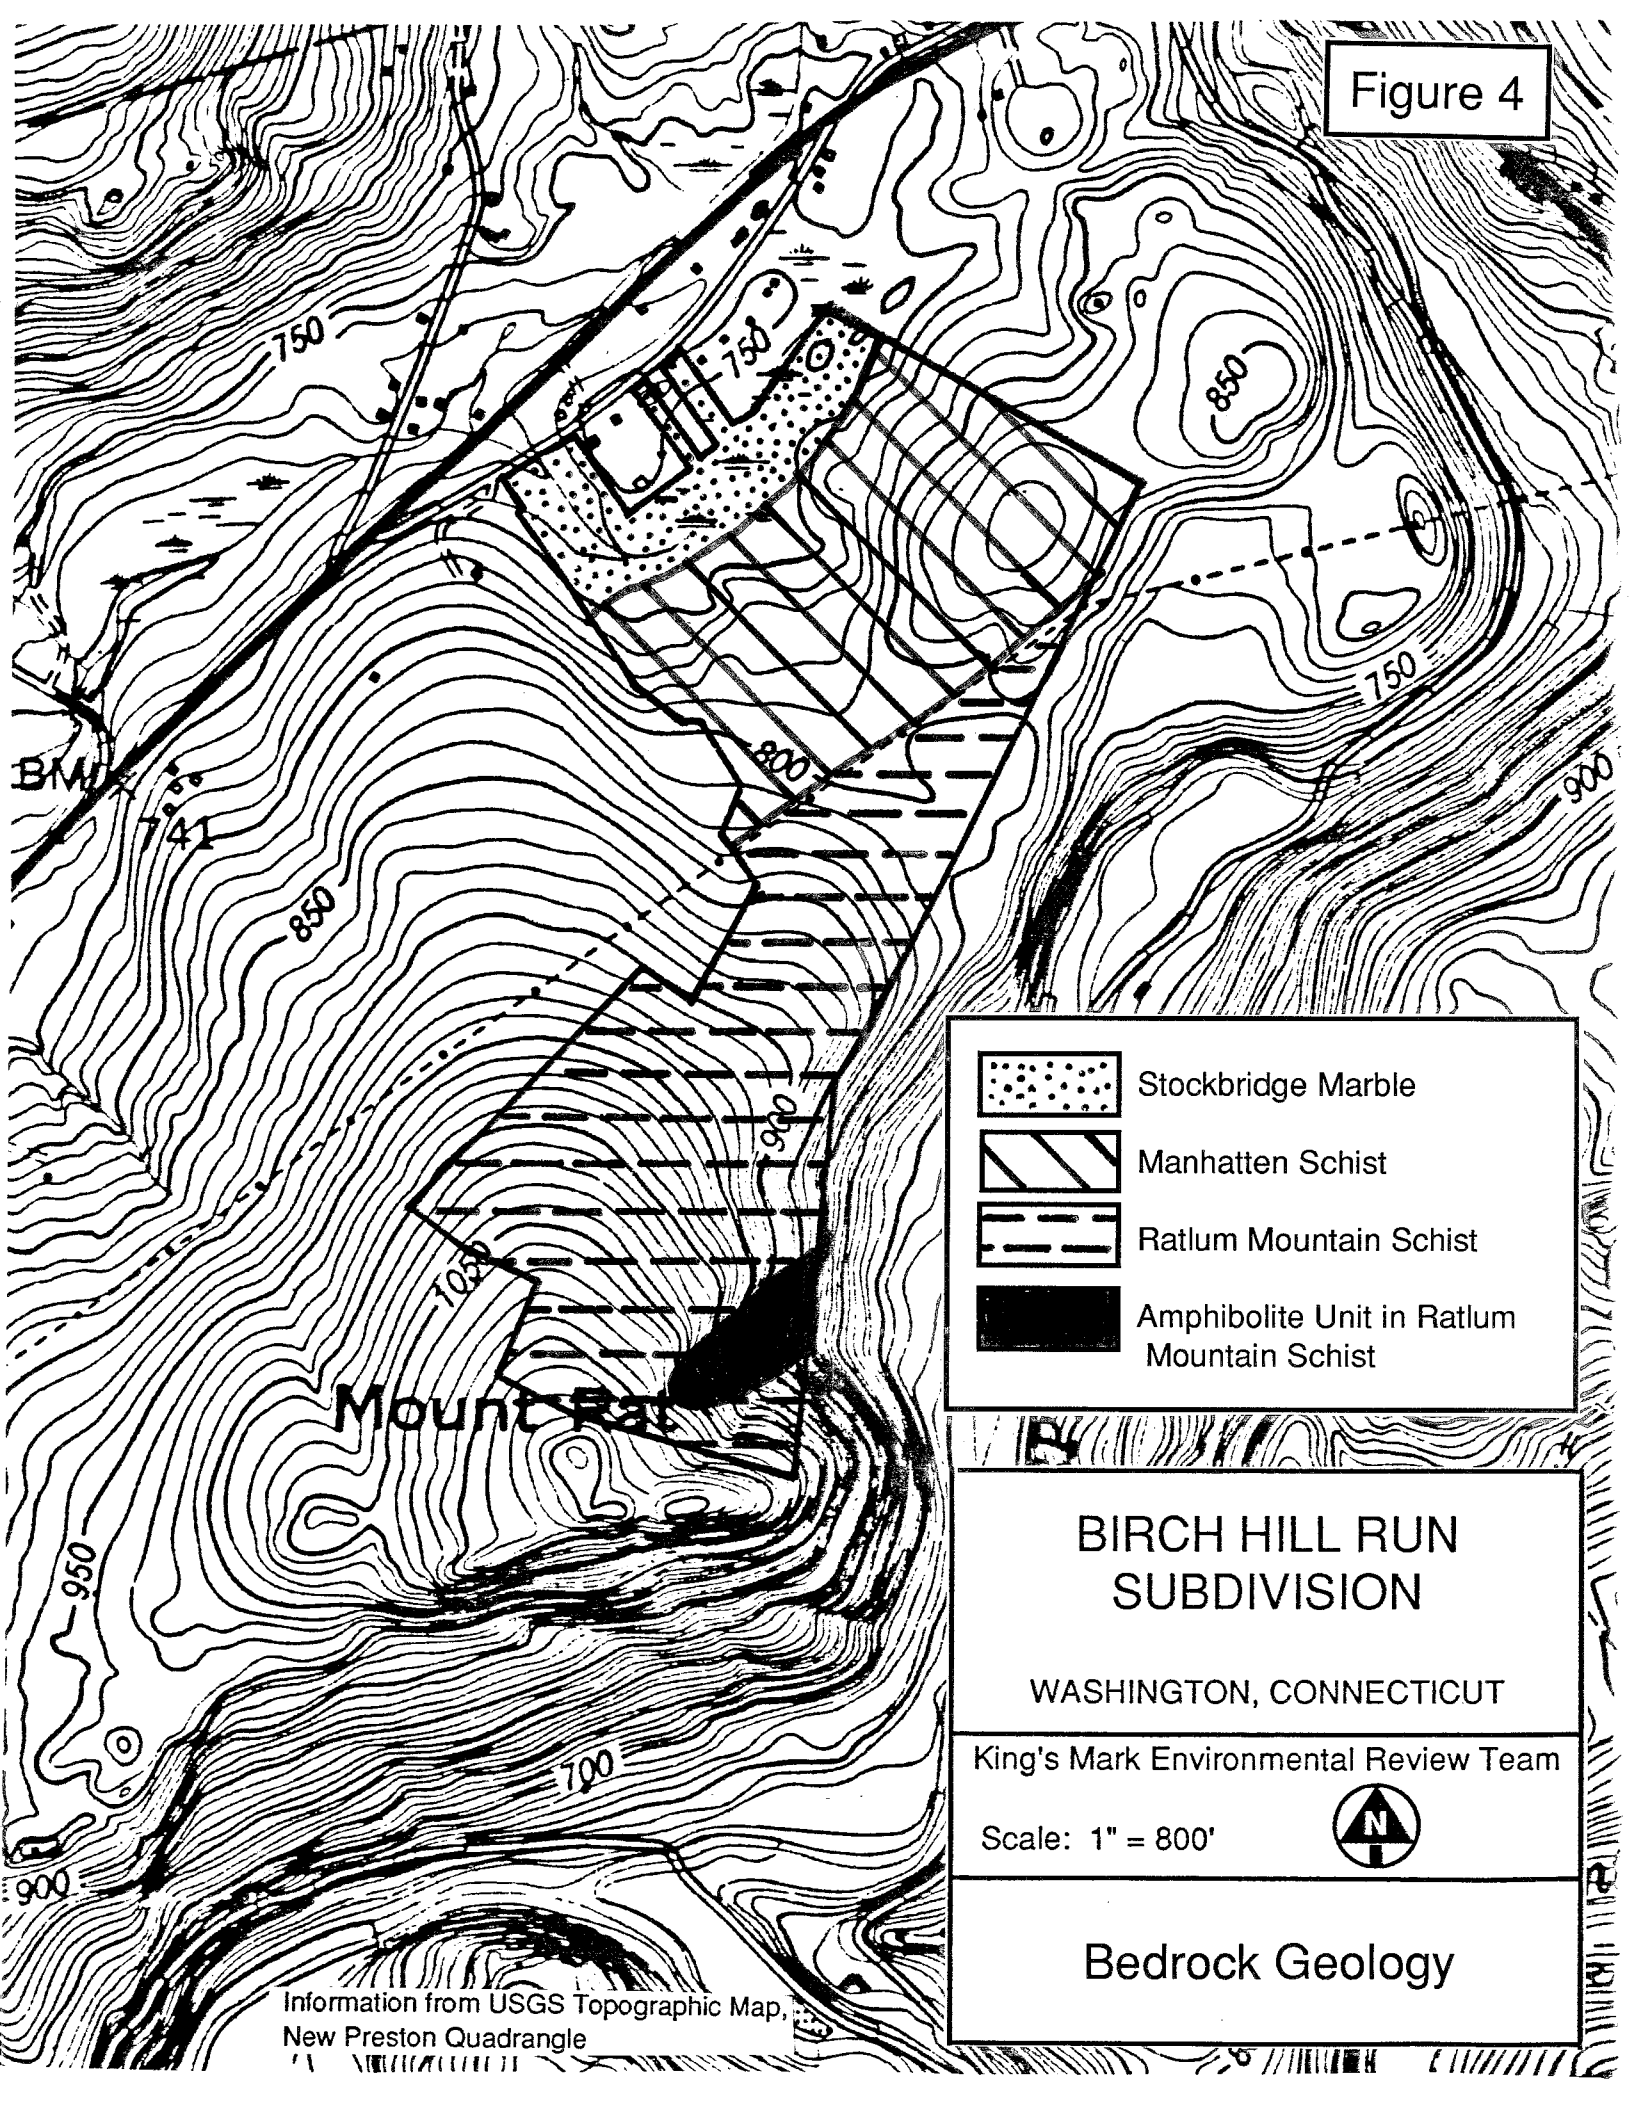 Figure 4
750
750
850
800
750
900
BM
741
850
900
1050
Mount Rat
950
700
900
Stockbridge Marble
Manhatten Schist
Ratlum Mountain Schist
Amphibolite Unit in Ratlum
Mountain Schist
BIRCH HILL RUN
SUBDIVISION
WASHINGTON, CONNECTICUT
King's Mark Environmental Review Team
Scale: 1" = 800'
N
Bedrock Geology
Information from USGS Topographic Map,
New Preston Quadrangle